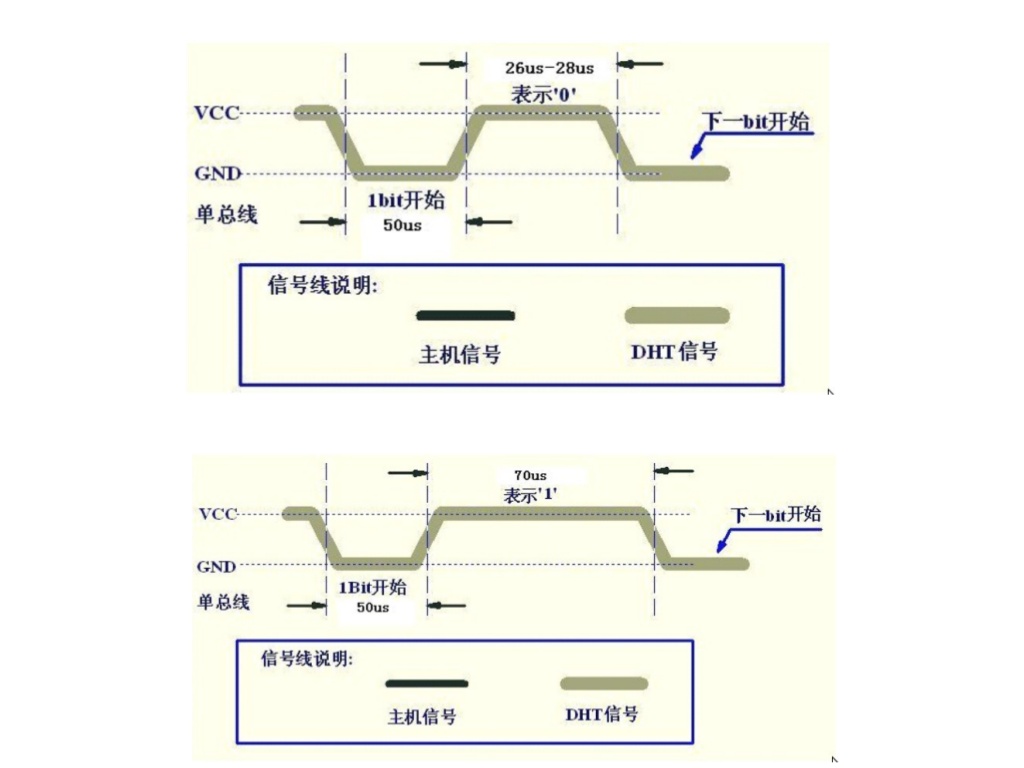 26us-28us
表示'0'
VCC
下一bit开始
GND
1bit开始
单总线
50us
信号线说明:
主机信号
DHT信号
70us
表示'1'
VCC
下一bit开始
GND
1Bit开始
单总线
50us
信号线说明:
主机信号
DHT信号